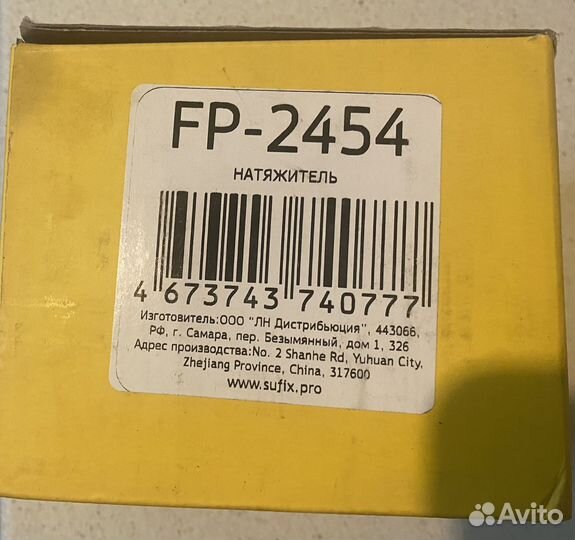 FP-2454
НАТЯЖИТЕЛЬ
4 673743 740777
Изготовитель:ООО "ЛН Дистрибьюция", 443066,
РФ, г. Самара, пер. Безымянный, дом 1, 326
Адрес производства:No. 2 Shanhe Rd, Yuhuan City,
Zhejiang Province, China, 317600
www.sufix.pro
Avito